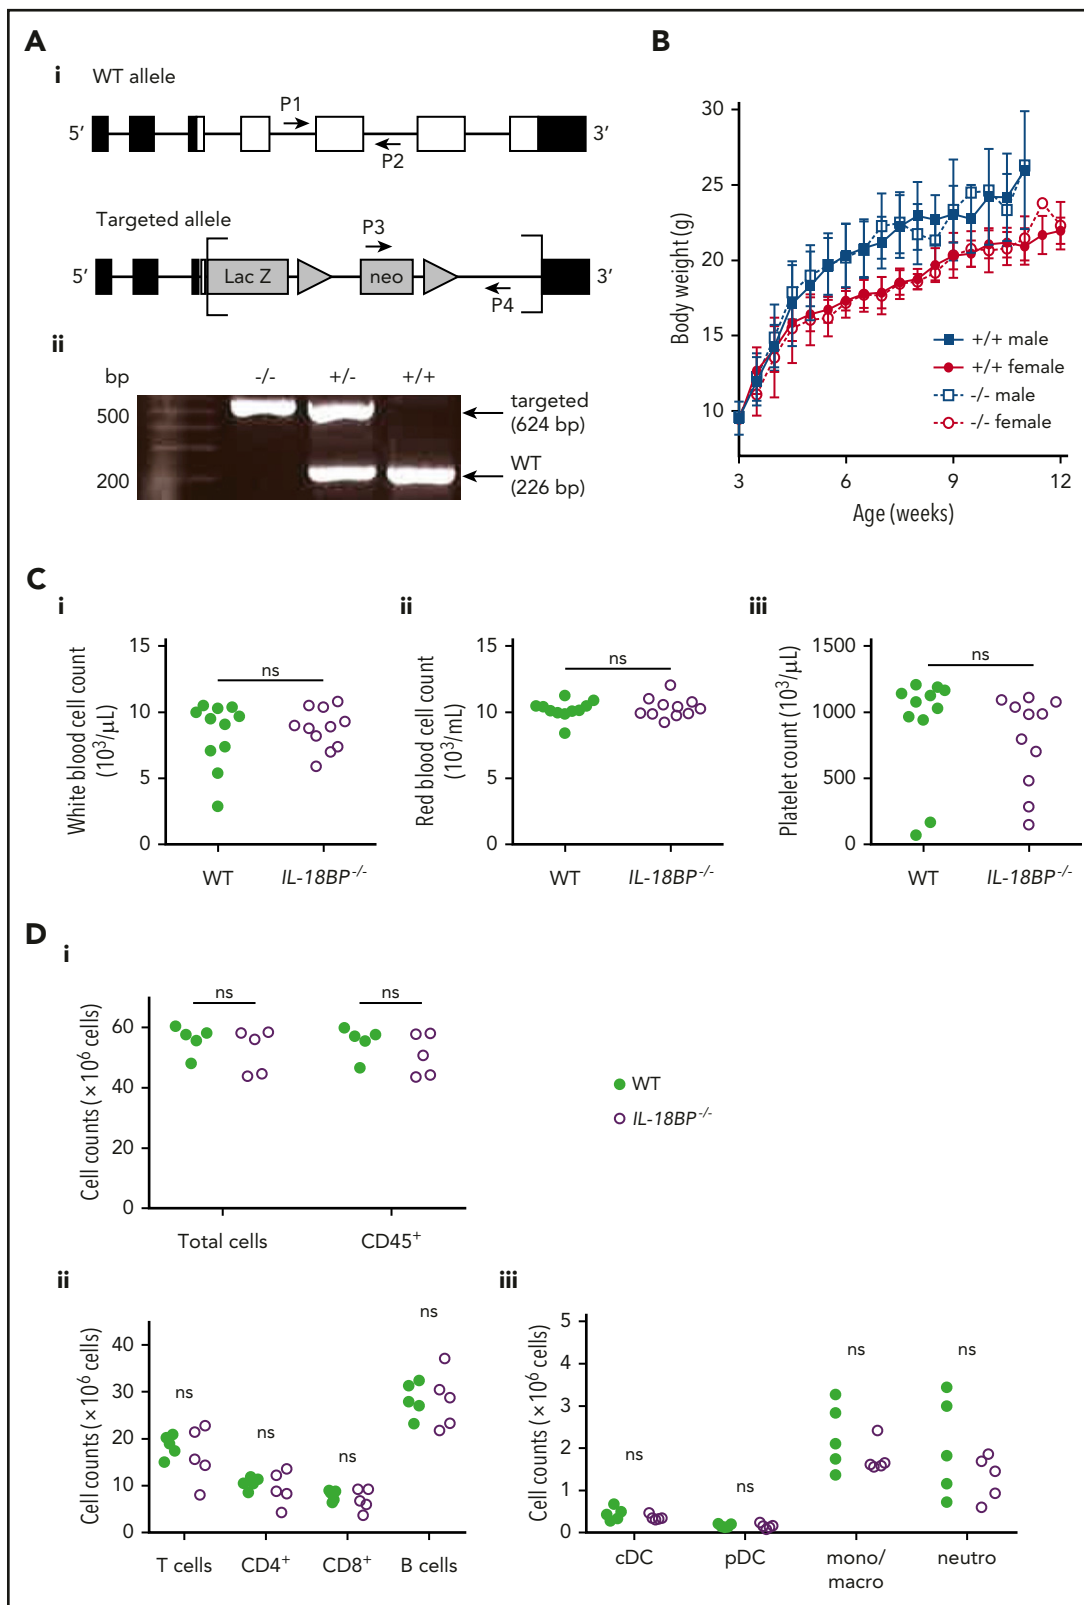 A
i WT allele
P1
5′ 3′
P2
Targeted allele
P3
5′ Lac Z neo 3′
P4
ii
bp -/- +/- +/+
500 targeted
(624 bp)
200 WT
(226 bp)
B
Body weight (g)
30
25
20
15
10
+/+ male
+/+ female
-/- male
-/- female
3 6 9 12
Age (weeks)
C
i
White blood cell count
(10³/μL)
15
10
5
0
ns
WT IL-18BP⁻/⁻
ii
Red blood cell count
(10³/mL)
15
10
5
0
ns
WT IL-18BP⁻/⁻
iii
Platelet count (10³/μL)
1500
1000
500
0
ns
WT IL-18BP⁻/⁻
D
i
Cell counts (×10⁶ cells)
60
40
20
0
ns ns
Total cells CD45⁺
WT
IL-18BP⁻/⁻
ii
Cell counts (×10⁶ cells)
40
30
20
10
0
ns ns ns ns
T cells CD4⁺ CD8⁺ B cells
iii
Cell counts (×10⁶ cells)
5
4
3
2
1
0
ns ns ns ns
cDC pDC mono/ neutro
macro